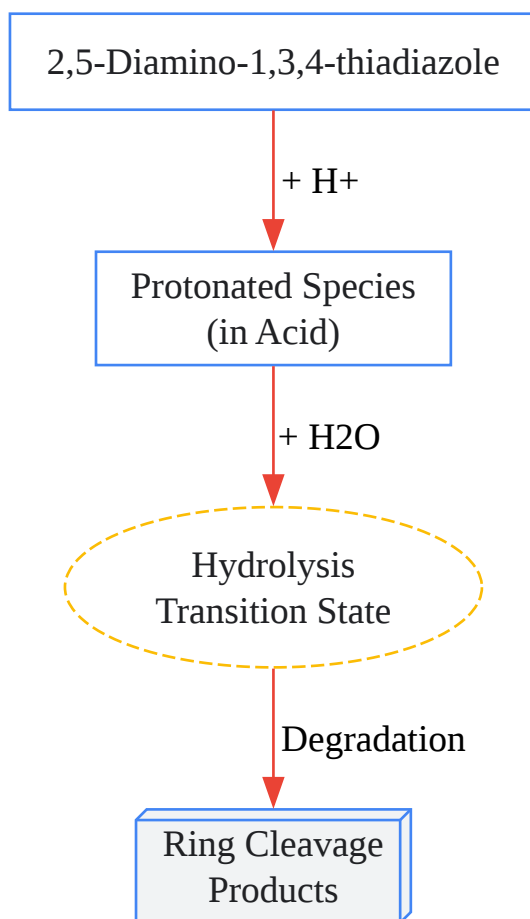 2,5-Diamino-1,3,4-thiadiazole
+ H+
Protonated Species
(in Acid)
+ H2O
Hydrolysis
Transition State
Degradation
Ring Cleavage
Products